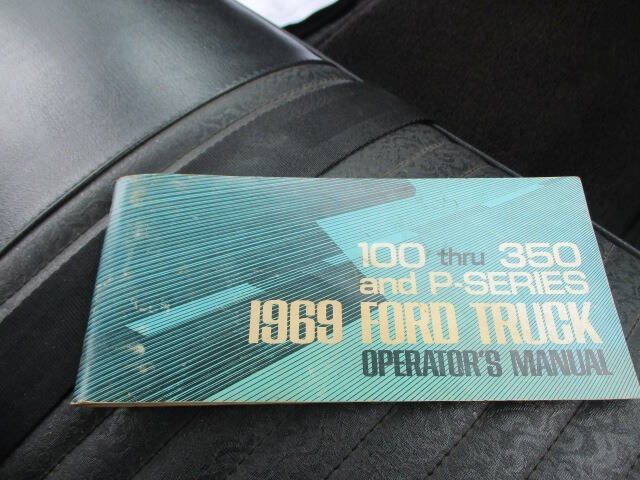 100 thru 350
and P-SERIES
1969 FORD TRUCK
OPERATOR'S MANUAL